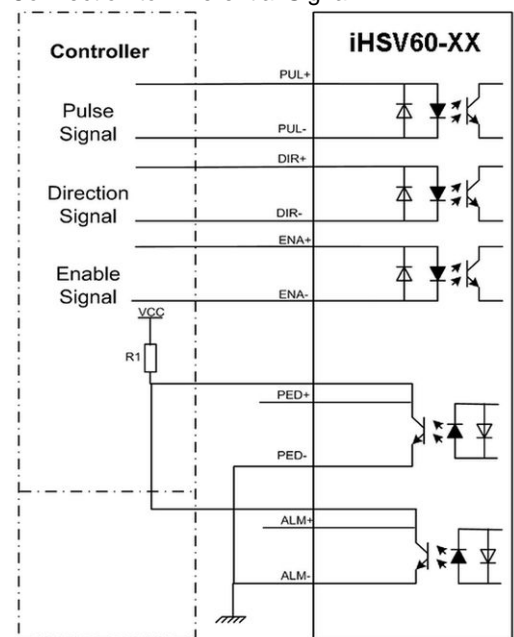 Controller
iHSV60-XX
PUL+
Pulse
Signal
PUL-
DIR+
Direction
Signal
DIR-
ENA+
Enable
Signal
ENA-
VCC
R1
PED+
PED-
ALM+
ALM-